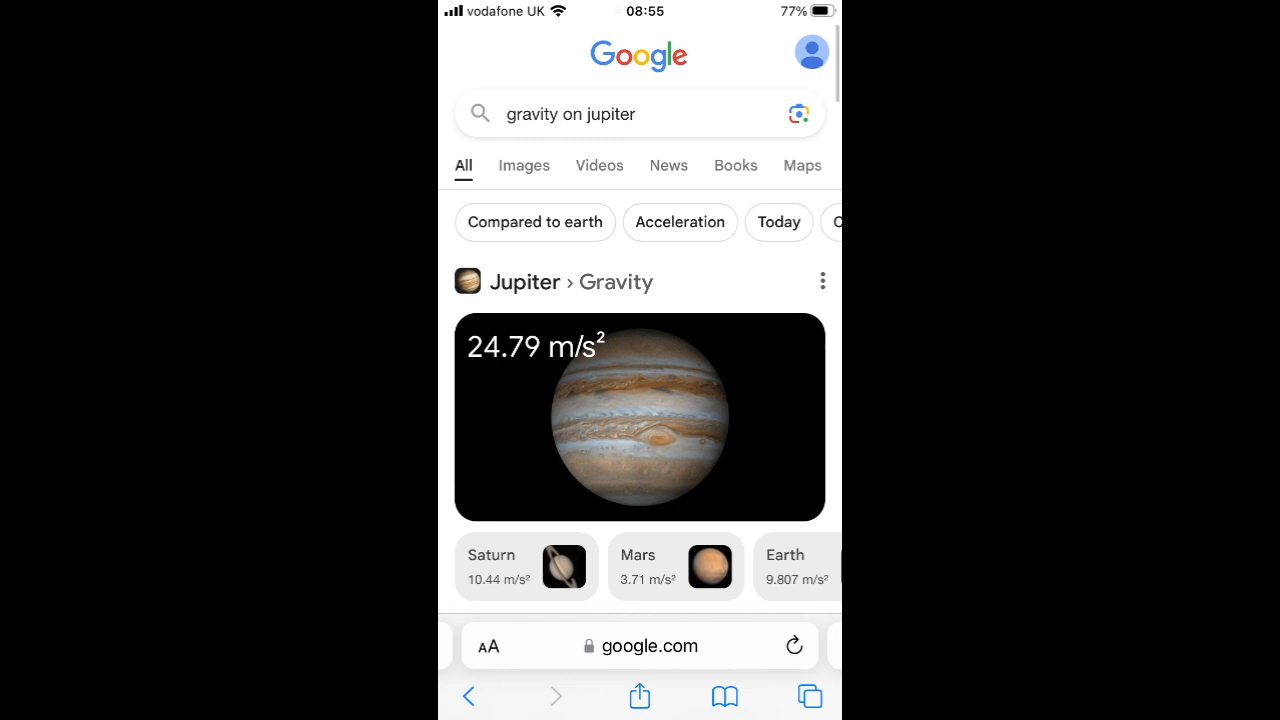 vodafone UK 08:55 77%
Google
gravity on jupiter
All Images Videos News Books Maps
Compared to earth Acceleration Today
Jupiter › Gravity
24.79 m/s²
Saturn Mars Earth
10.44 m/s² 3.71 m/s² 9.807 m/s²
AA google.com